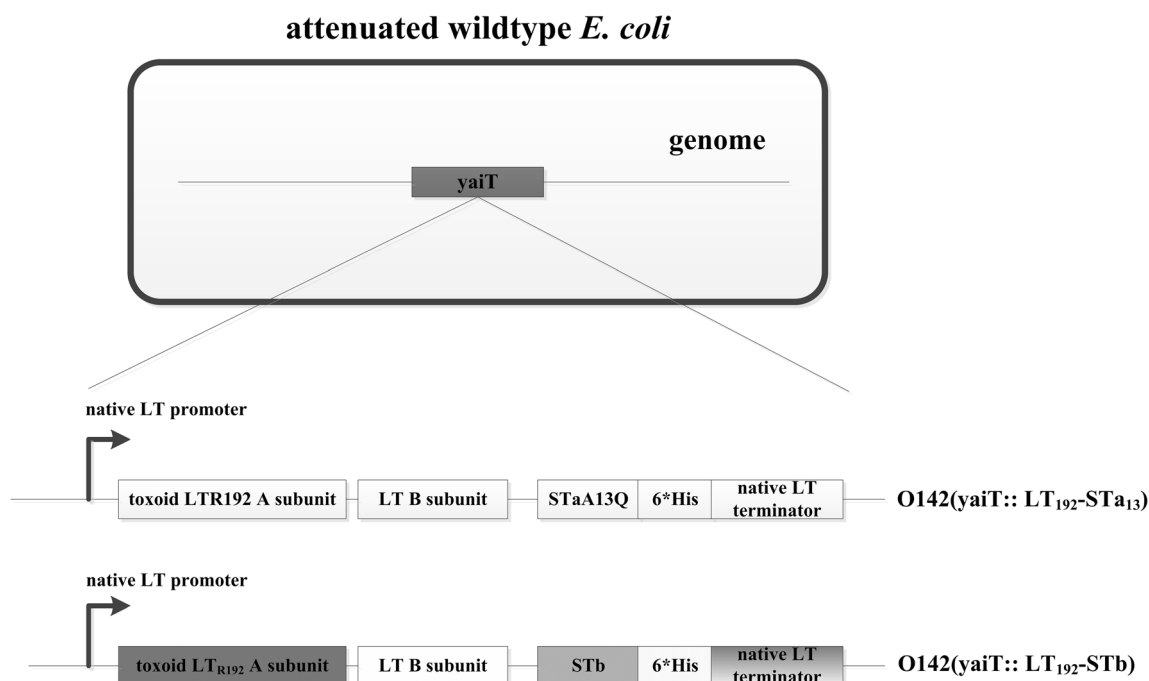 attenuated wildtype E. coli
genome
yaiT
native LT promoter
toxoid LTR192 A subunit LT B subunit STaA13Q 6*His native LT terminator O142(yaiT:: LT192-STa13)
native LT promoter
toxoid LTR192 A subunit LT B subunit STb 6*His native LT terminator O142(yaiT:: LT192-STb)